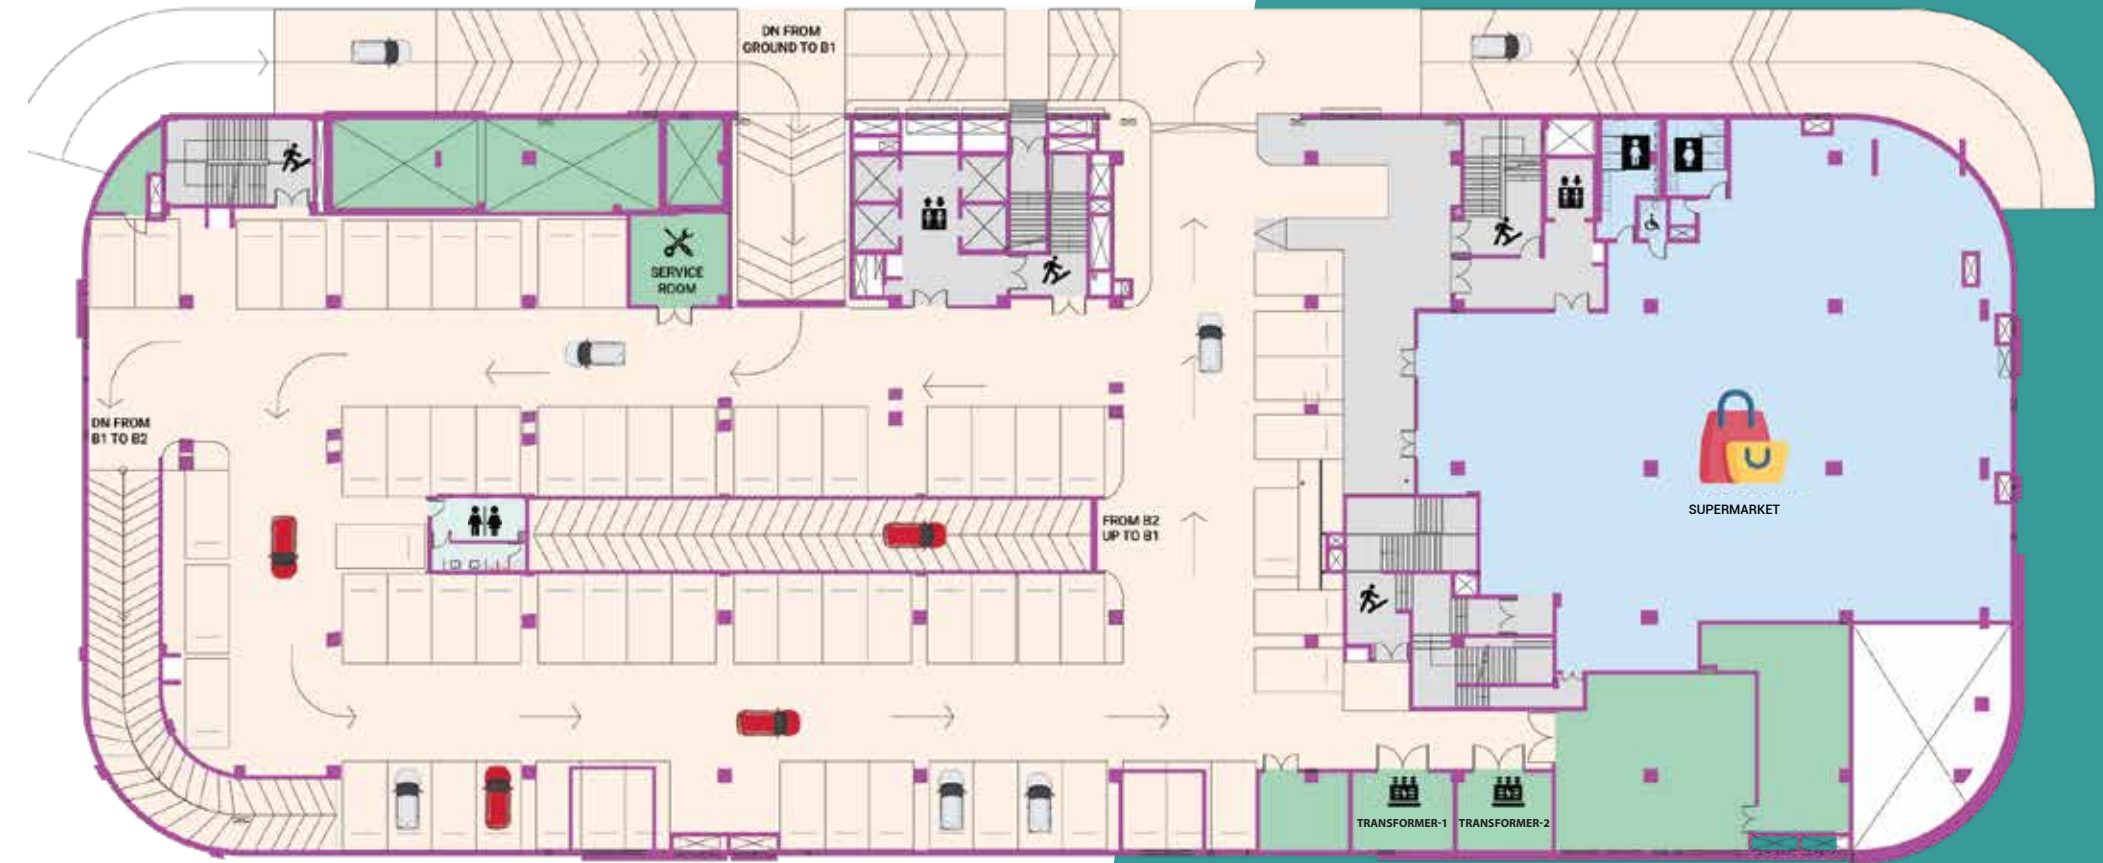 DN FROM
GROUND TO B1
SERVICE
ROOM
DN FROM
B1 TO B2
FROM B2
UP TO B1
SUPERMARKET
TRANSFORMER-1
TRANSFORMER-2